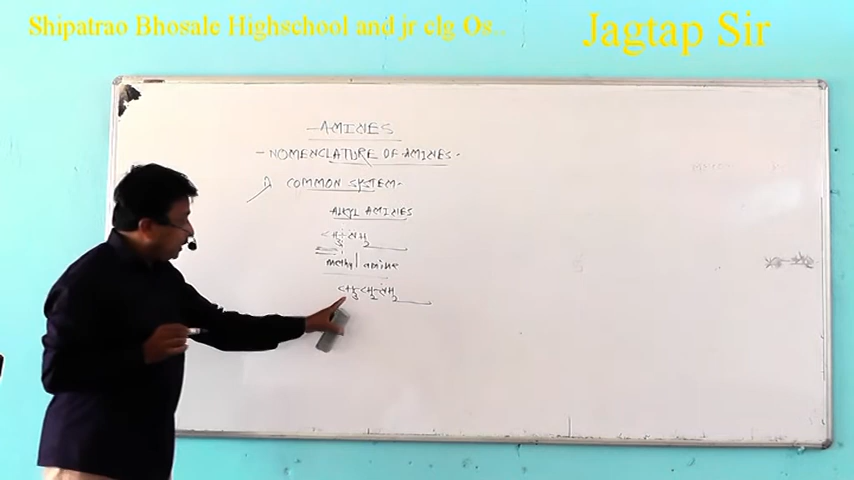 Shipatrao Bhosale Highschool and jr clg Os..
Jagtap Sir
- AMINES
- NOMENCLATURE OF AMINES -
1) COMMON SYSTEM -
ALKYL AMINES
CH3-NH2
methyl amine
CH3-CH2-NH2